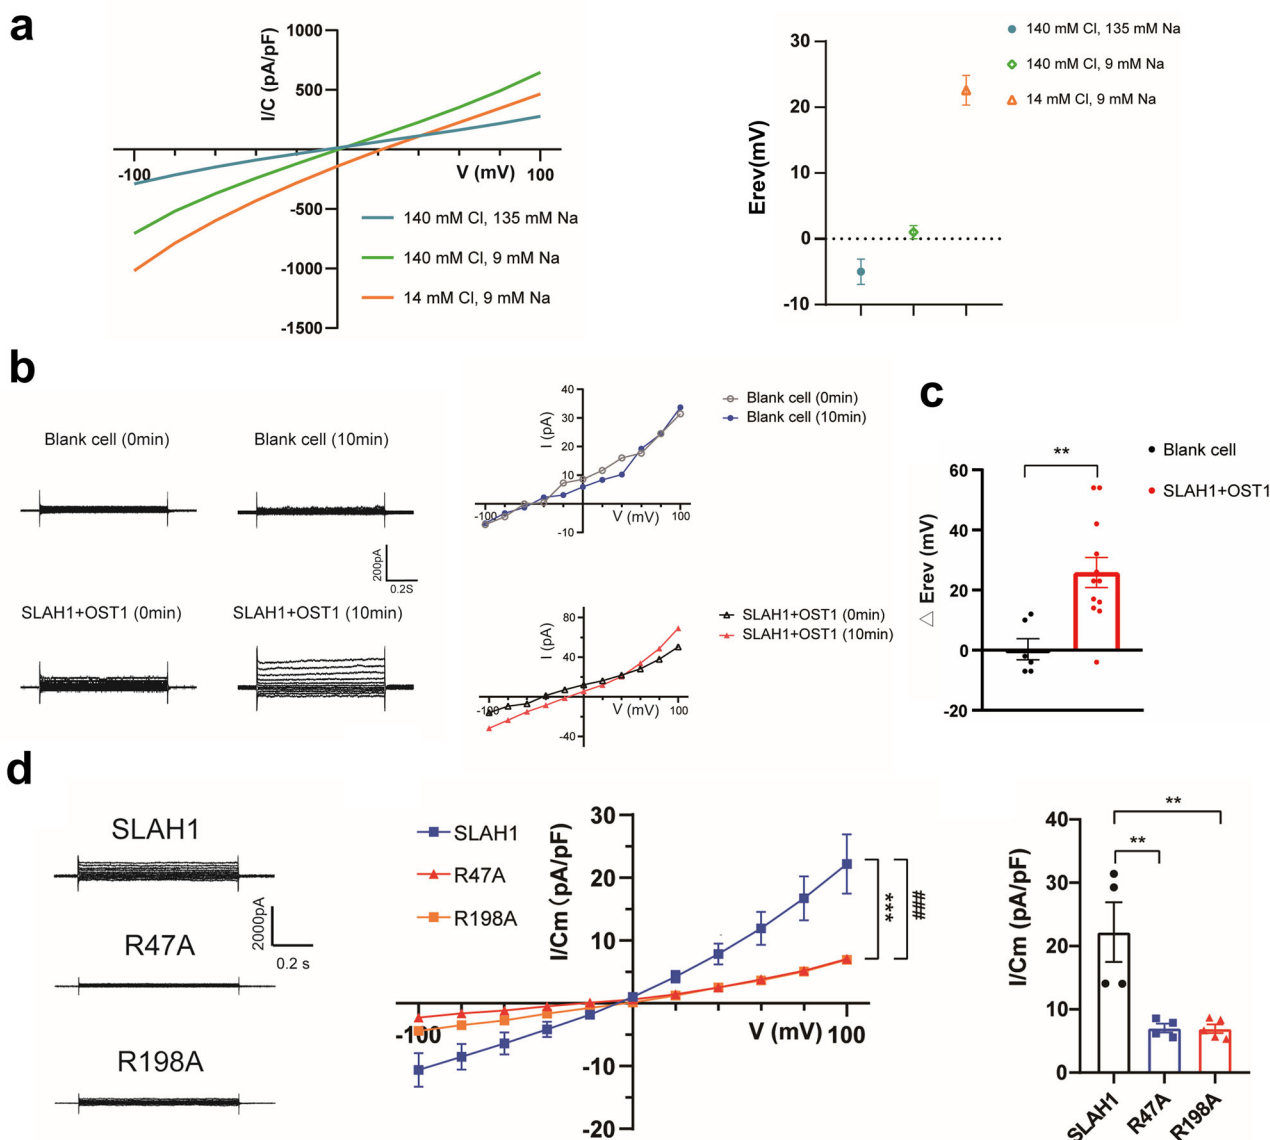 a
1000
500
-500
-1000
-1500
I/C (pA/pF)
-100
V (mV)
100
140 mM Cl, 135 mM Na
140 mM Cl, 9 mM Na
14 mM Cl, 9 mM Na
30
20
10
0
-10
Erev(mV)
140 mM Cl, 135 mM Na
140 mM Cl, 9 mM Na
14 mM Cl, 9 mM Na
b
Blank cell (0min)
Blank cell (10min)
200pA
0.2S
SLAH1+OST1 (0min)
SLAH1+OST1 (10min)
40
30
20
10
-10
I (pA)
-100
V (mV)
100
Blank cell (0min)
Blank cell (10min)
80
40
-40
I (pA)
-100
V (mV)
100
SLAH1+OST1 (0min)
SLAH1+OST1 (10min)
c
60
40
20
0
-20
△ Erev (mV)
**
Blank cell
SLAH1+OST1
d
SLAH1
R47A
R198A
2000pA
0.2 s
SLAH1
R47A
R198A
30
20
10
-10
-20
I/Cm (pA/pF)
-100
V (mV)
100
***
###
40
30
20
10
0
I/Cm (pA/pF)
**
**
SLAH1
R47A
R198A